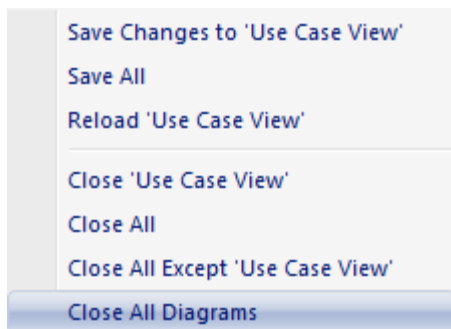 Save Changes to 'Use Case View'
Save All
Reload 'Use Case View'
Close 'Use Case View'
Close All
Close All Except 'Use Case View'
Close All Diagrams